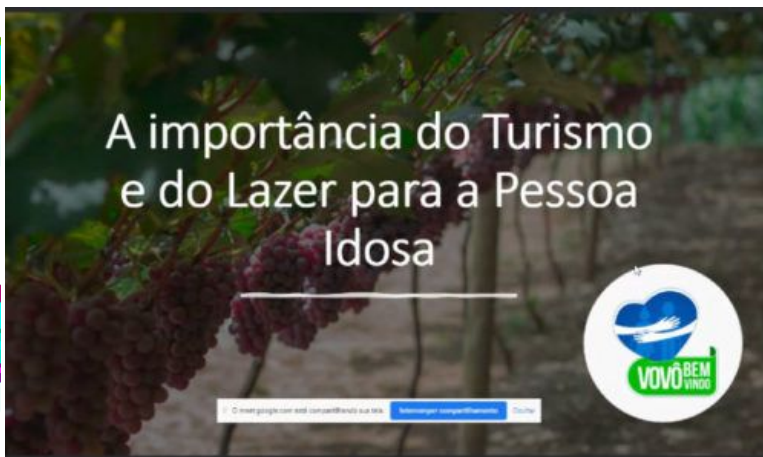 A importância do Turismo
e do Lazer para a Pessoa
Idosa
VOVÔ BEM
VINDO
O meet.google.com está compartilhando sua tela.
Interromper compartilhamento
Ocultar